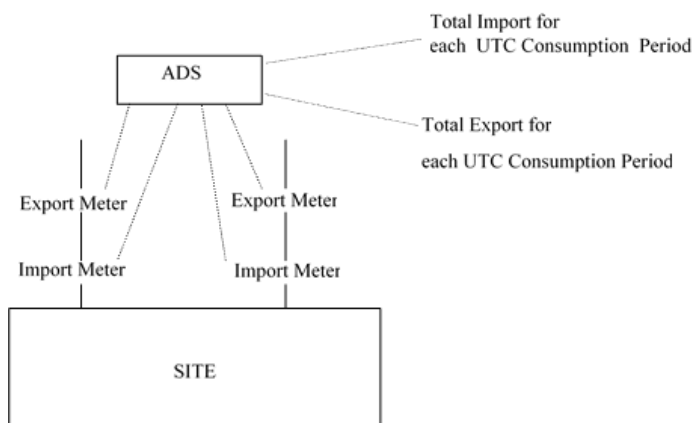 Total Import for
each UTC Consumption Period
ADS
Total Export for
each UTC Consumption Period
Export Meter
Export Meter
Import Meter
Import Meter
SITE